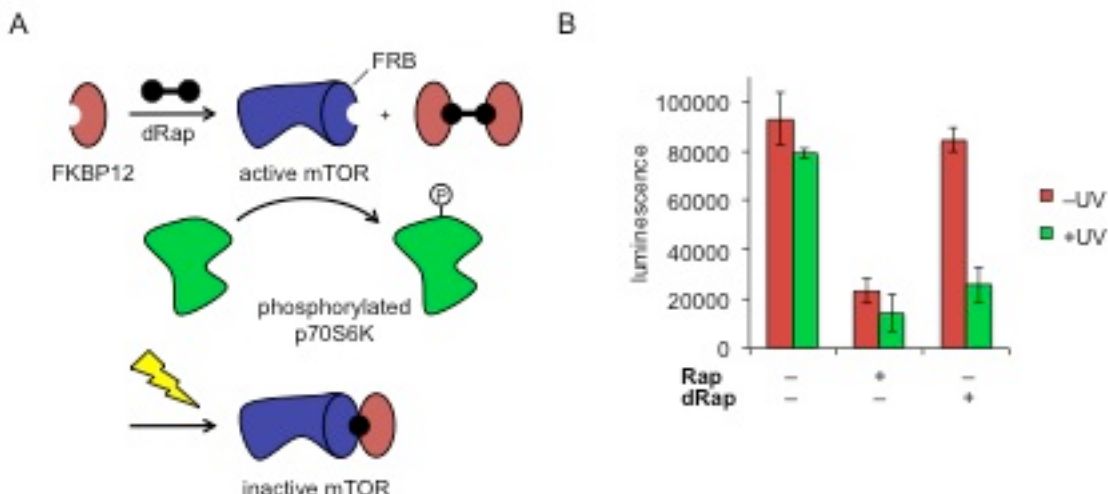 A
FRB
dRap
+
FKBP12
active mTOR
P
phosphorylated
p70S6K
inactive mTOR
B
luminescence
100000
80000
60000
40000
20000
0
–UV
+UV
Rap – + –
dRap – – +